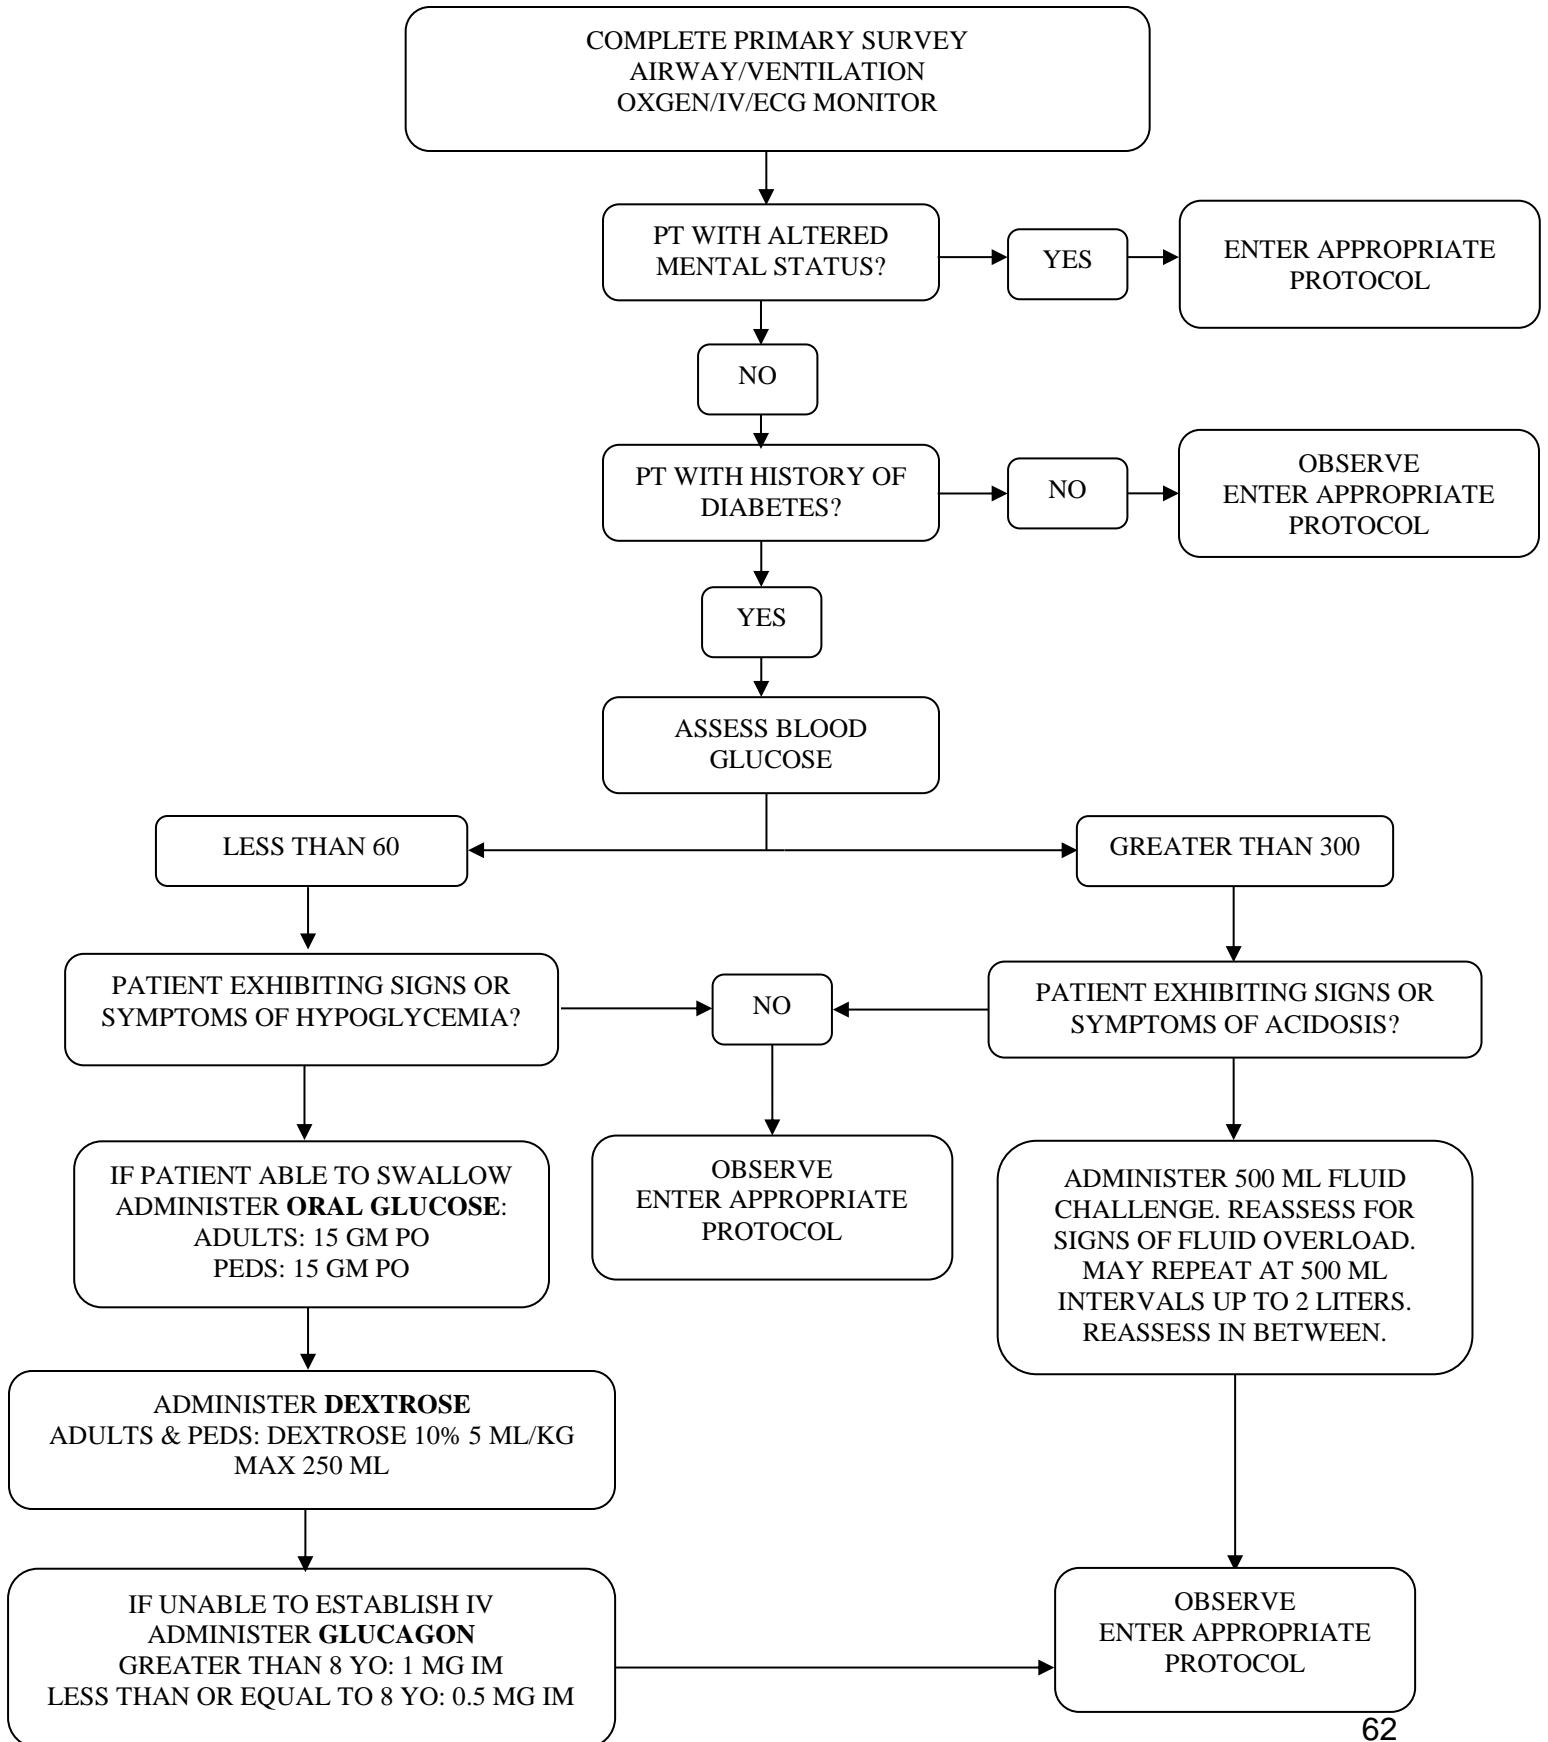 COMPLETE PRIMARY SURVEY
AIRWAY/VENTILATION
OXGEN/IV/ECG MONITOR
PT WITH ALTERED
MENTAL STATUS?
YES
ENTER APPROPRIATE
PROTOCOL
NO
PT WITH HISTORY OF
DIABETES?
NO
OBSERVE
ENTER APPROPRIATE
PROTOCOL
YES
ASSESS BLOOD
GLUCOSE
LESS THAN 60
GREATER THAN 300
PATIENT EXHIBITING SIGNS OR
SYMPTOMS OF HYPOGLYCEMIA?
NO
PATIENT EXHIBITING SIGNS OR
SYMPTOMS OF ACIDOSIS?
IF PATIENT ABLE TO SWALLOW
ADMINISTER ORAL GLUCOSE:
ADULTS: 15 GM PO
PEDS: 15 GM PO
OBSERVE
ENTER APPROPRIATE
PROTOCOL
ADMINISTER 500 ML FLUID
CHALLENGE. REASSESS FOR
SIGNS OF FLUID OVERLOAD.
MAY REPEAT AT 500 ML
INTERVALS UP TO 2 LITERS.
REASSESS IN BETWEEN.
ADMINISTER DEXTROSE
ADULTS & PEDS: DEXTROSE 10% 5 ML/KG
MAX 250 ML
IF UNABLE TO ESTABLISH IV
ADMINISTER GLUCAGON
GREATER THAN 8 YO: 1 MG IM
LESS THAN OR EQUAL TO 8 YO: 0.5 MG IM
OBSERVE
ENTER APPROPRIATE
PROTOCOL
62